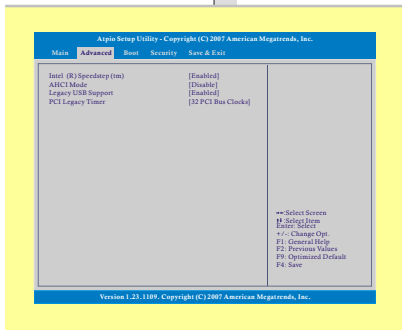 Atpio Setup Utility - Copyright (C) 2007 American Megatrends, Inc.
Main Advanced Boot Security Save & Exit
Intel (R) Speedstep (tm) [Enabled]
AHCI Mode [Disable]
Legacy USB Support [Enabled]
PCI Legacy Timer [32 PCI Bus Clocks]
↔:Select Screen
↕:Select Item
Enter: Select
+/-: Change Opt.
F1: General Help
F2: Previous Values
F9: Optimized Default
F4: Save
Version 1.23.1109. Copyright (C) 2007 American Megatrends, Inc.